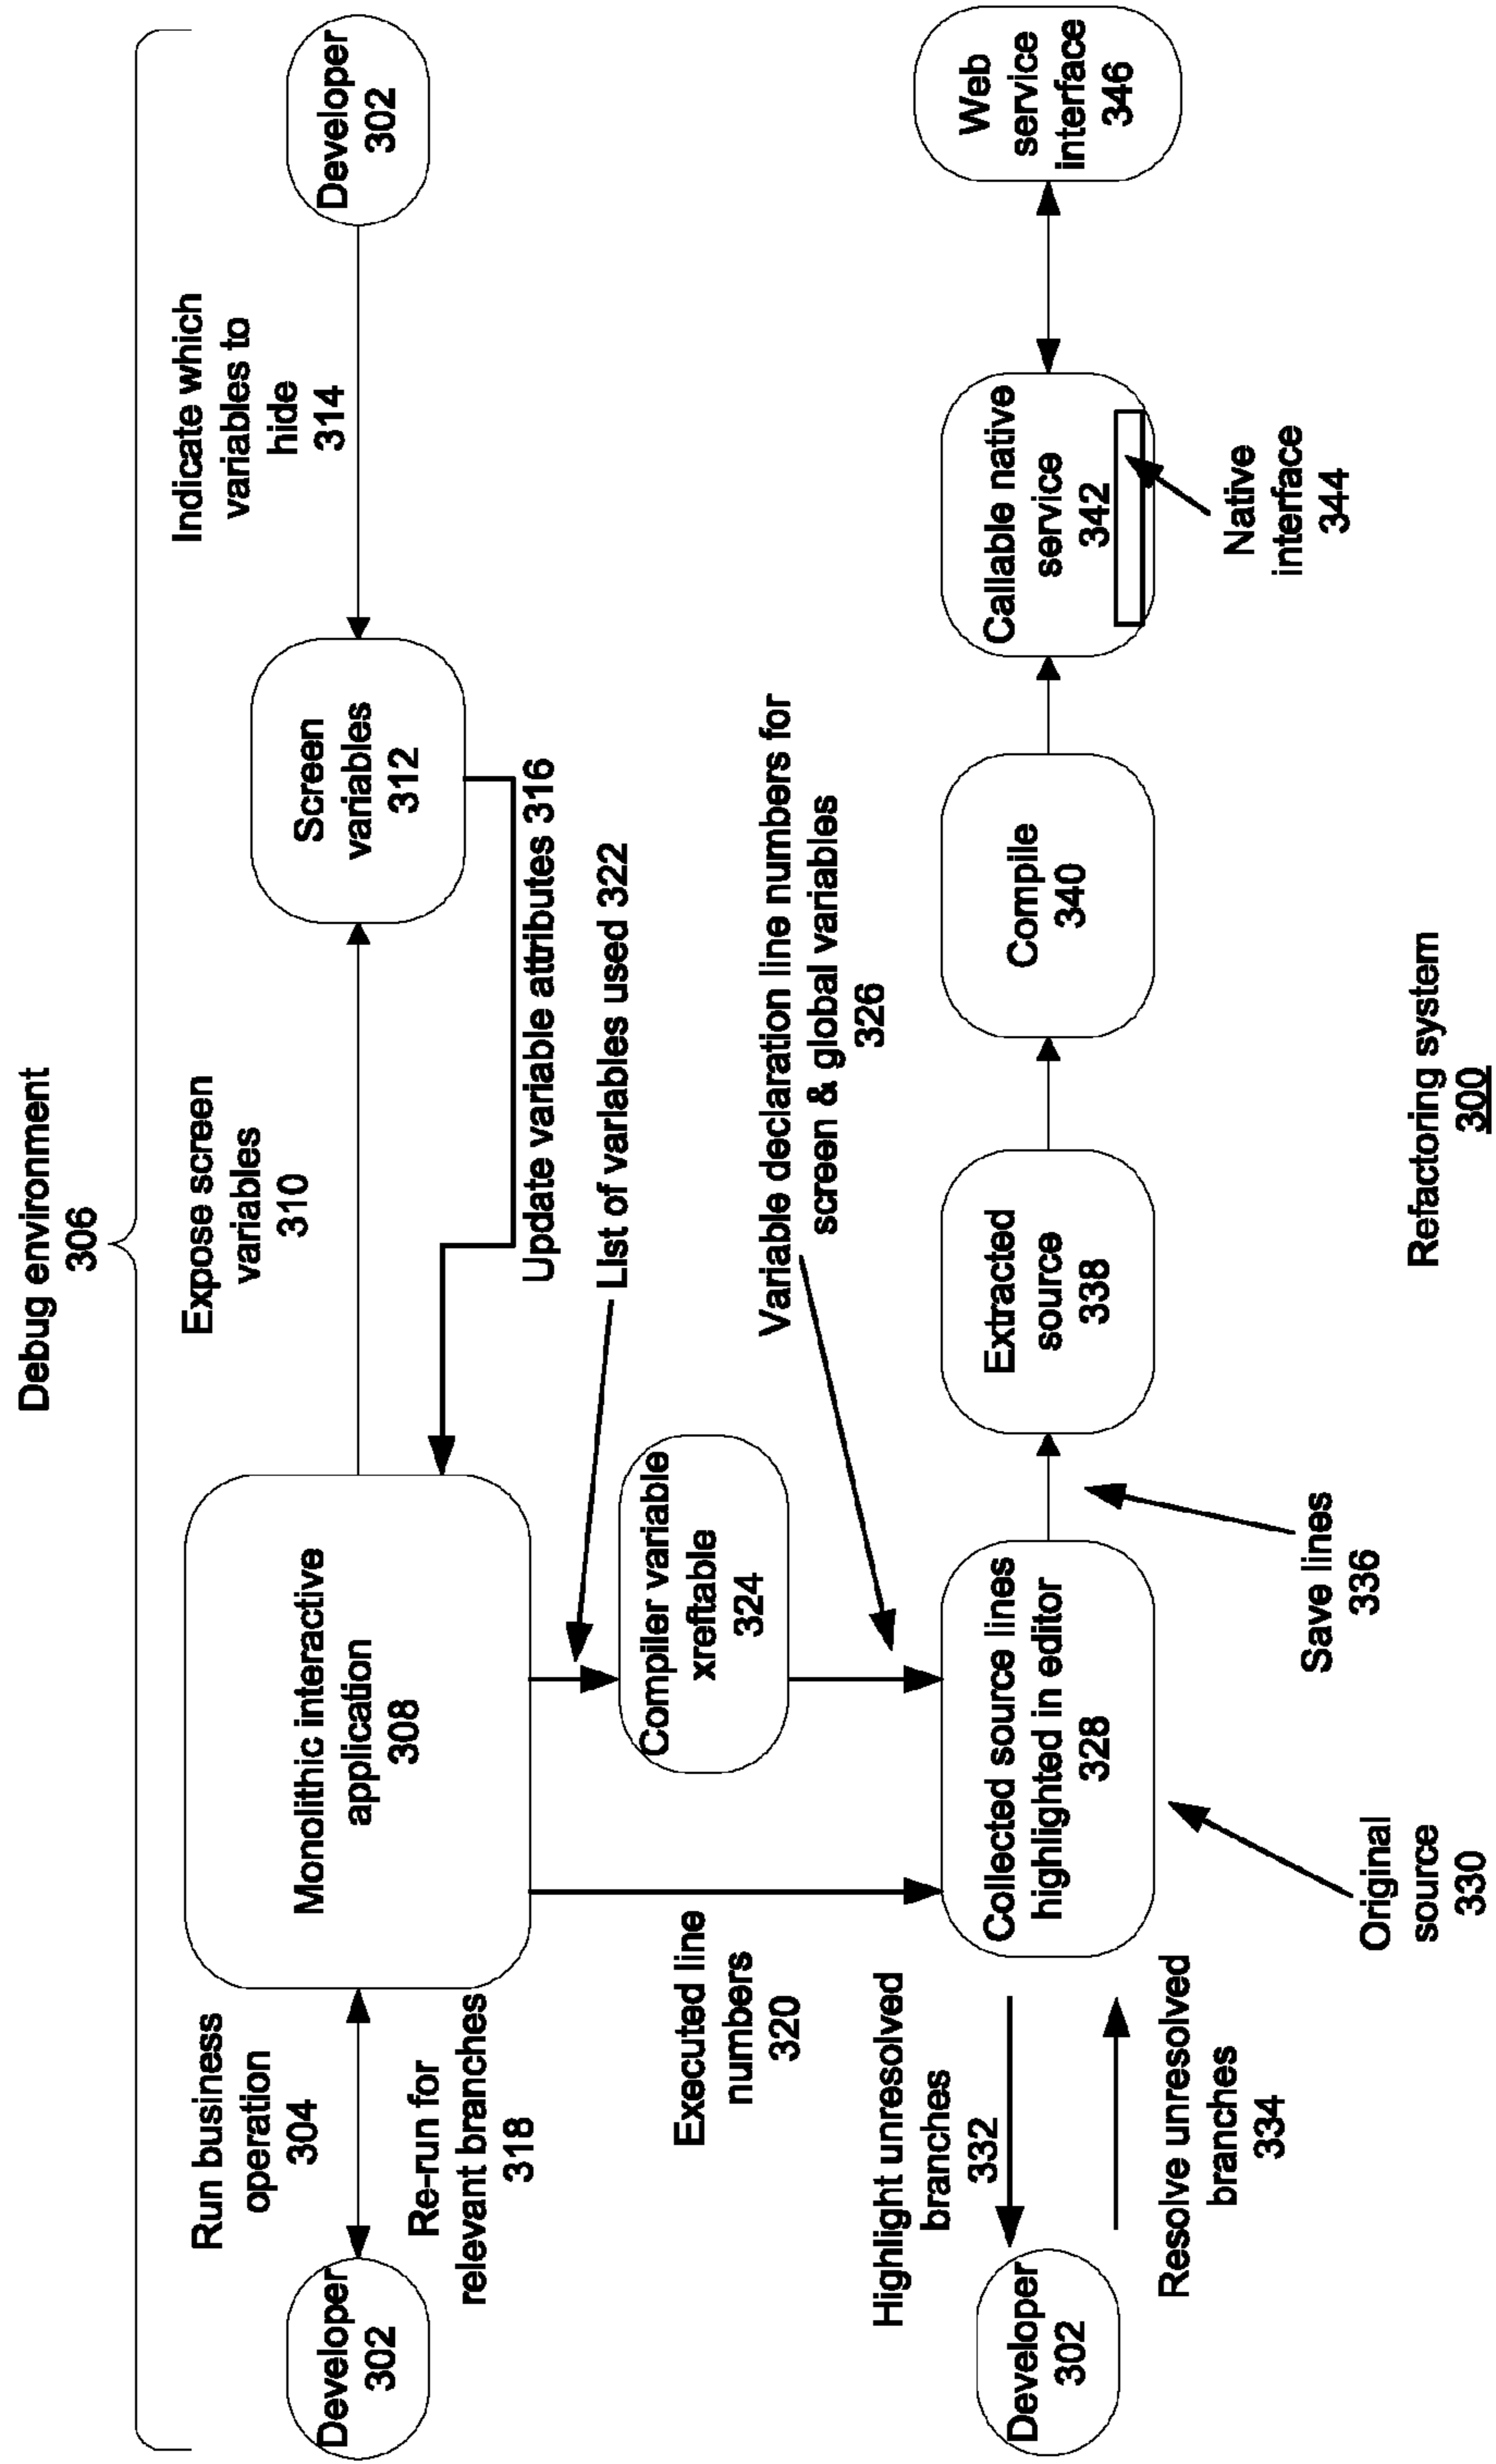 Debug environment
306
Run business
operation
304
Expose screen
variables
310
Indicate which
variables to
hide
314
Developer
302
Monolithic interactive
application
308
Screen
variables
312
Developer
302
Re-run for
relevant branches
318
Update variable attributes 316
List of variables used 322
Executed line
numbers
320
Compiler variable
xreftable
324
Variable declaration line numbers for
screen & global variables
326
Highlight unresolved
branches
332
Developer
302
Resolve unresolved
branches
334
Collected source lines
highlighted in editor
328
Extracted
source
338
Compile
340
Callable native
service
342
Web
service
interface
346
Original
source
330
Save lines
336
Native
interface
344
Refactoring system
300